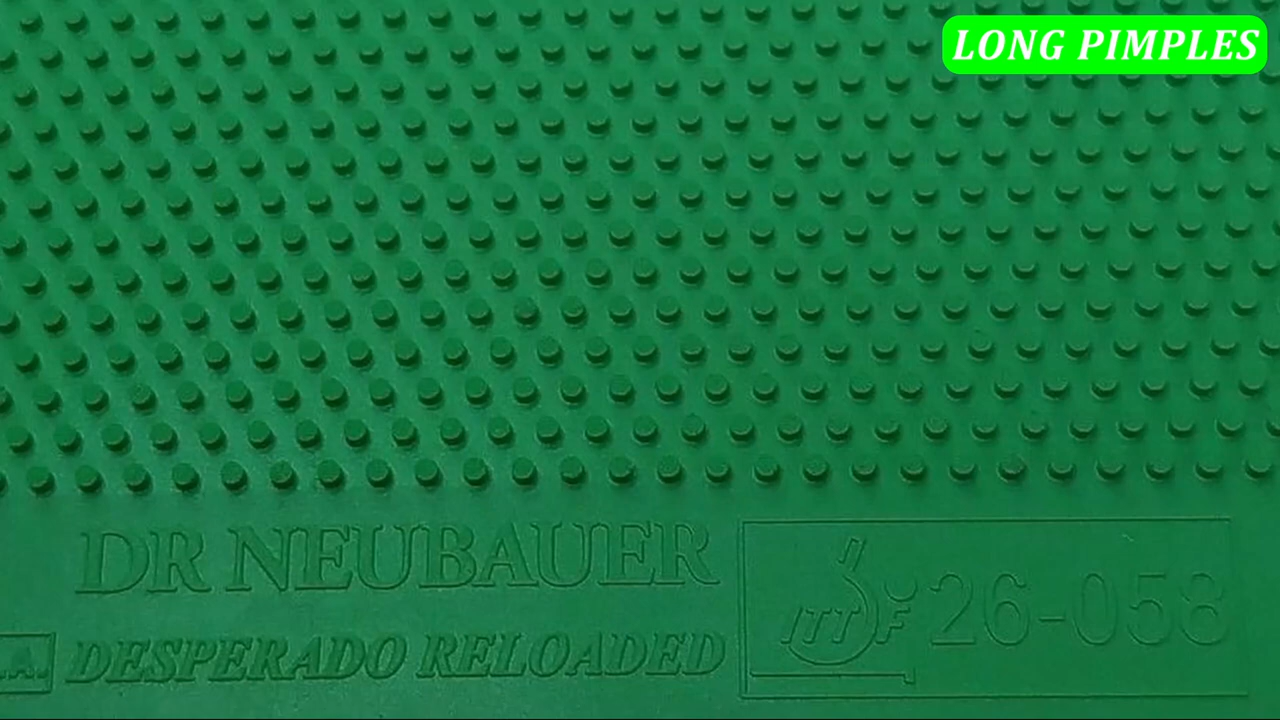 LONG PIMPLES
DR NEUBAUER
ITTF 26-058
.A.
DESPERADO RELOADED